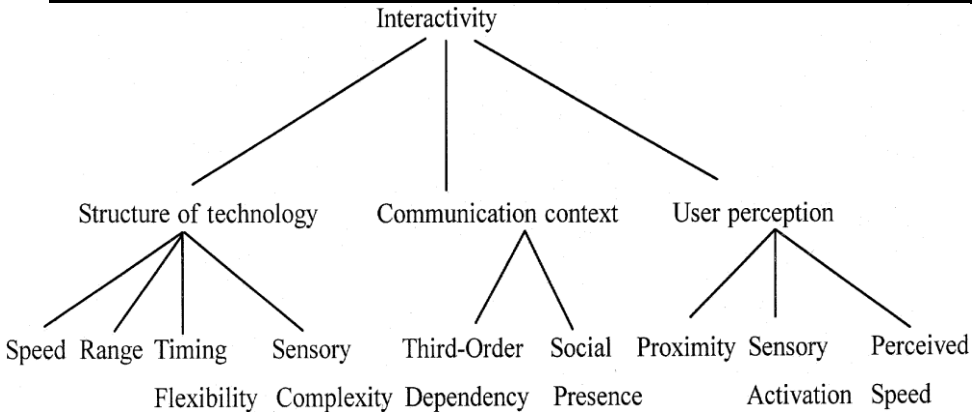 Interactivity
Structure of technology Communication context User perception
Speed Range Timing Sensory Third-Order Social Proximity Sensory Perceived
Flexibility Complexity Dependency Presence Activation Speed